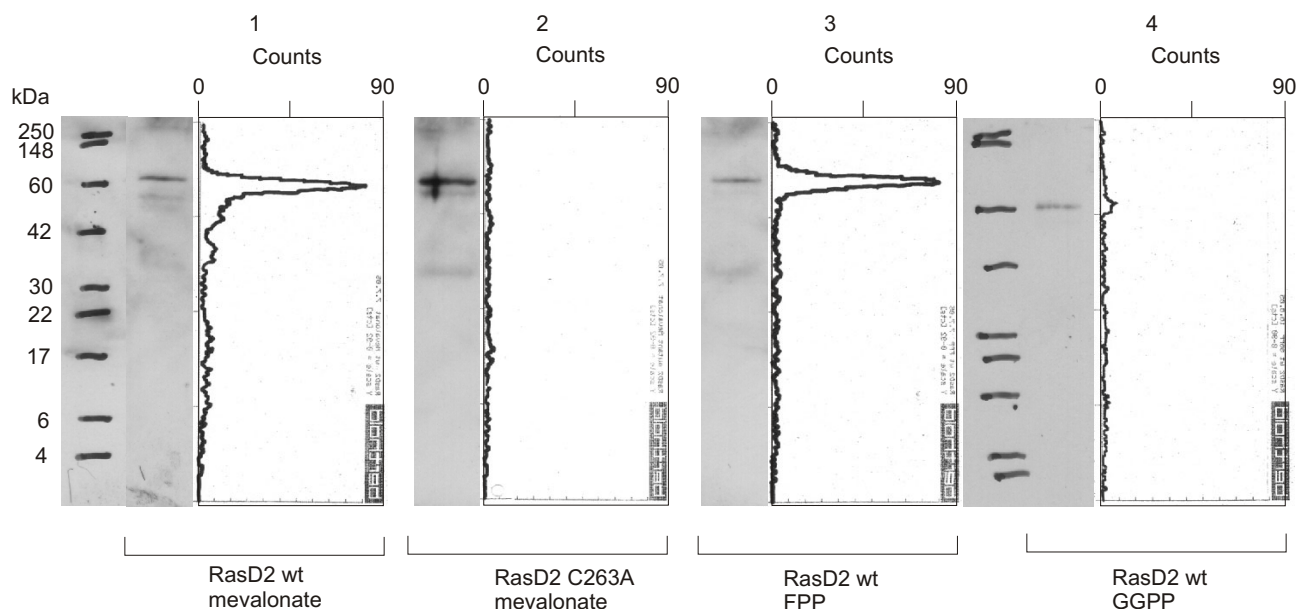 1 2 3 4
Counts Counts Counts Counts
0 90 0 90 0 90 0 90
kDa
250
148
60
42
30
22
17
6
4
RasD2 wt
mevalonate
RasD2 C263A
mevalonate
RasD2 wt
FPP
RasD2 wt
GGPP